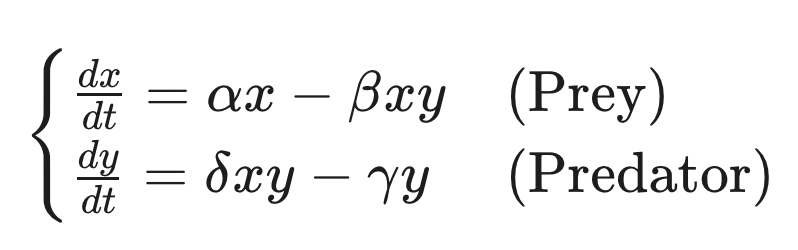 dx/dt = αx − βxy (Prey)
dy/dt = δxy − γy (Predator)